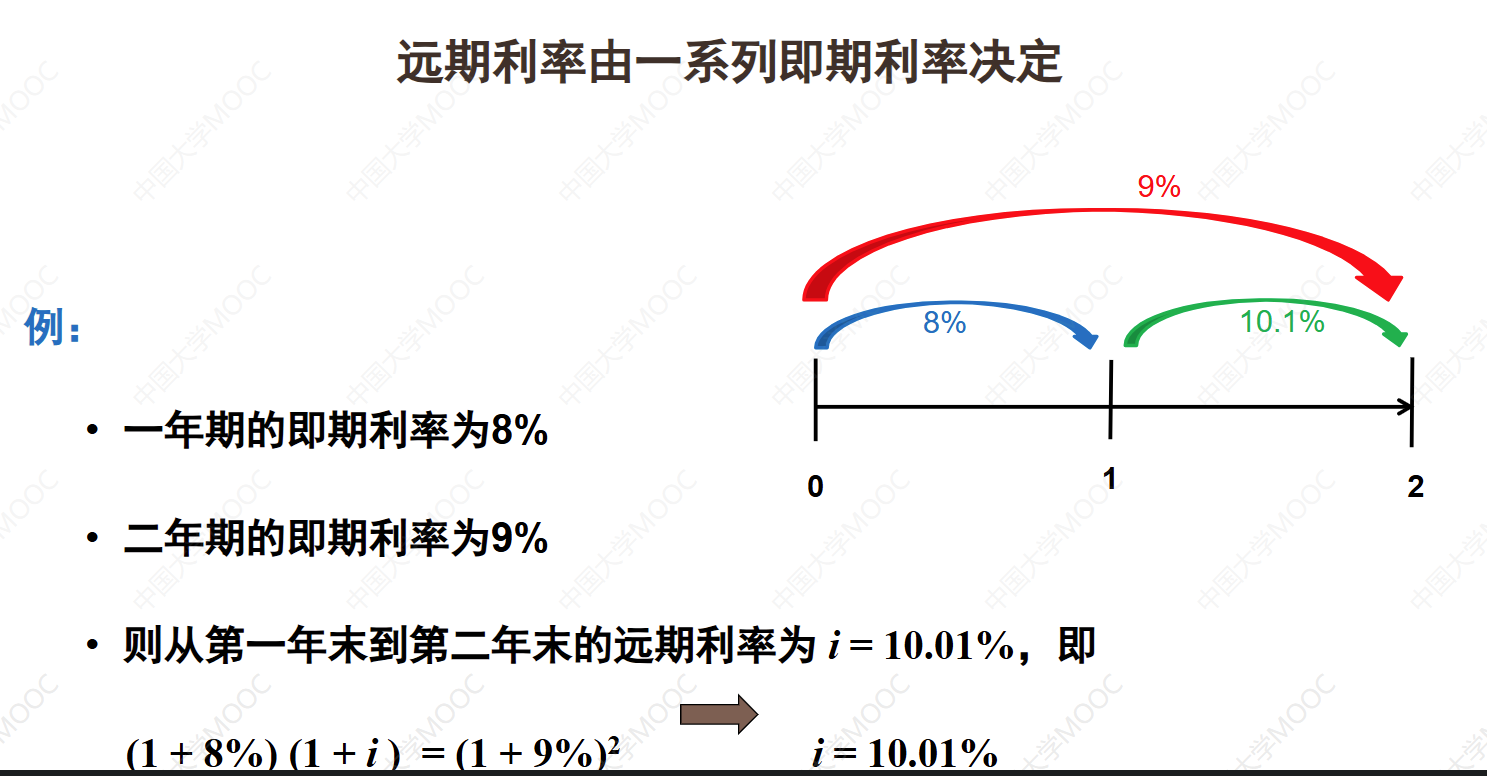 远期利率由一系列即期利率决定
9%
例：
8%
10.1%
0
1
2
• 一年期的即期利率为8%
• 二年期的即期利率为9%
• 则从第一年末到第二年末的远期利率为 i = 10.01%，即
(1 + 8%) (1 + i ) = (1 + 9%)²
i = 10.01%
中国大学MOOC